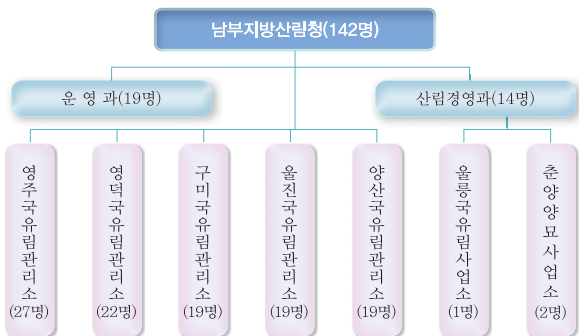 남부지방산림청(142명)
운 영 과(19명)
산림경영과(14명)
영주국유림관리소(27명)
영덕국유림관리소(22명)
구미국유림관리소(19명)
울진국유림관리소(19명)
양산국유림관리소(19명)
울릉국유림사업소(1명)
춘양양묘사업소(2명)